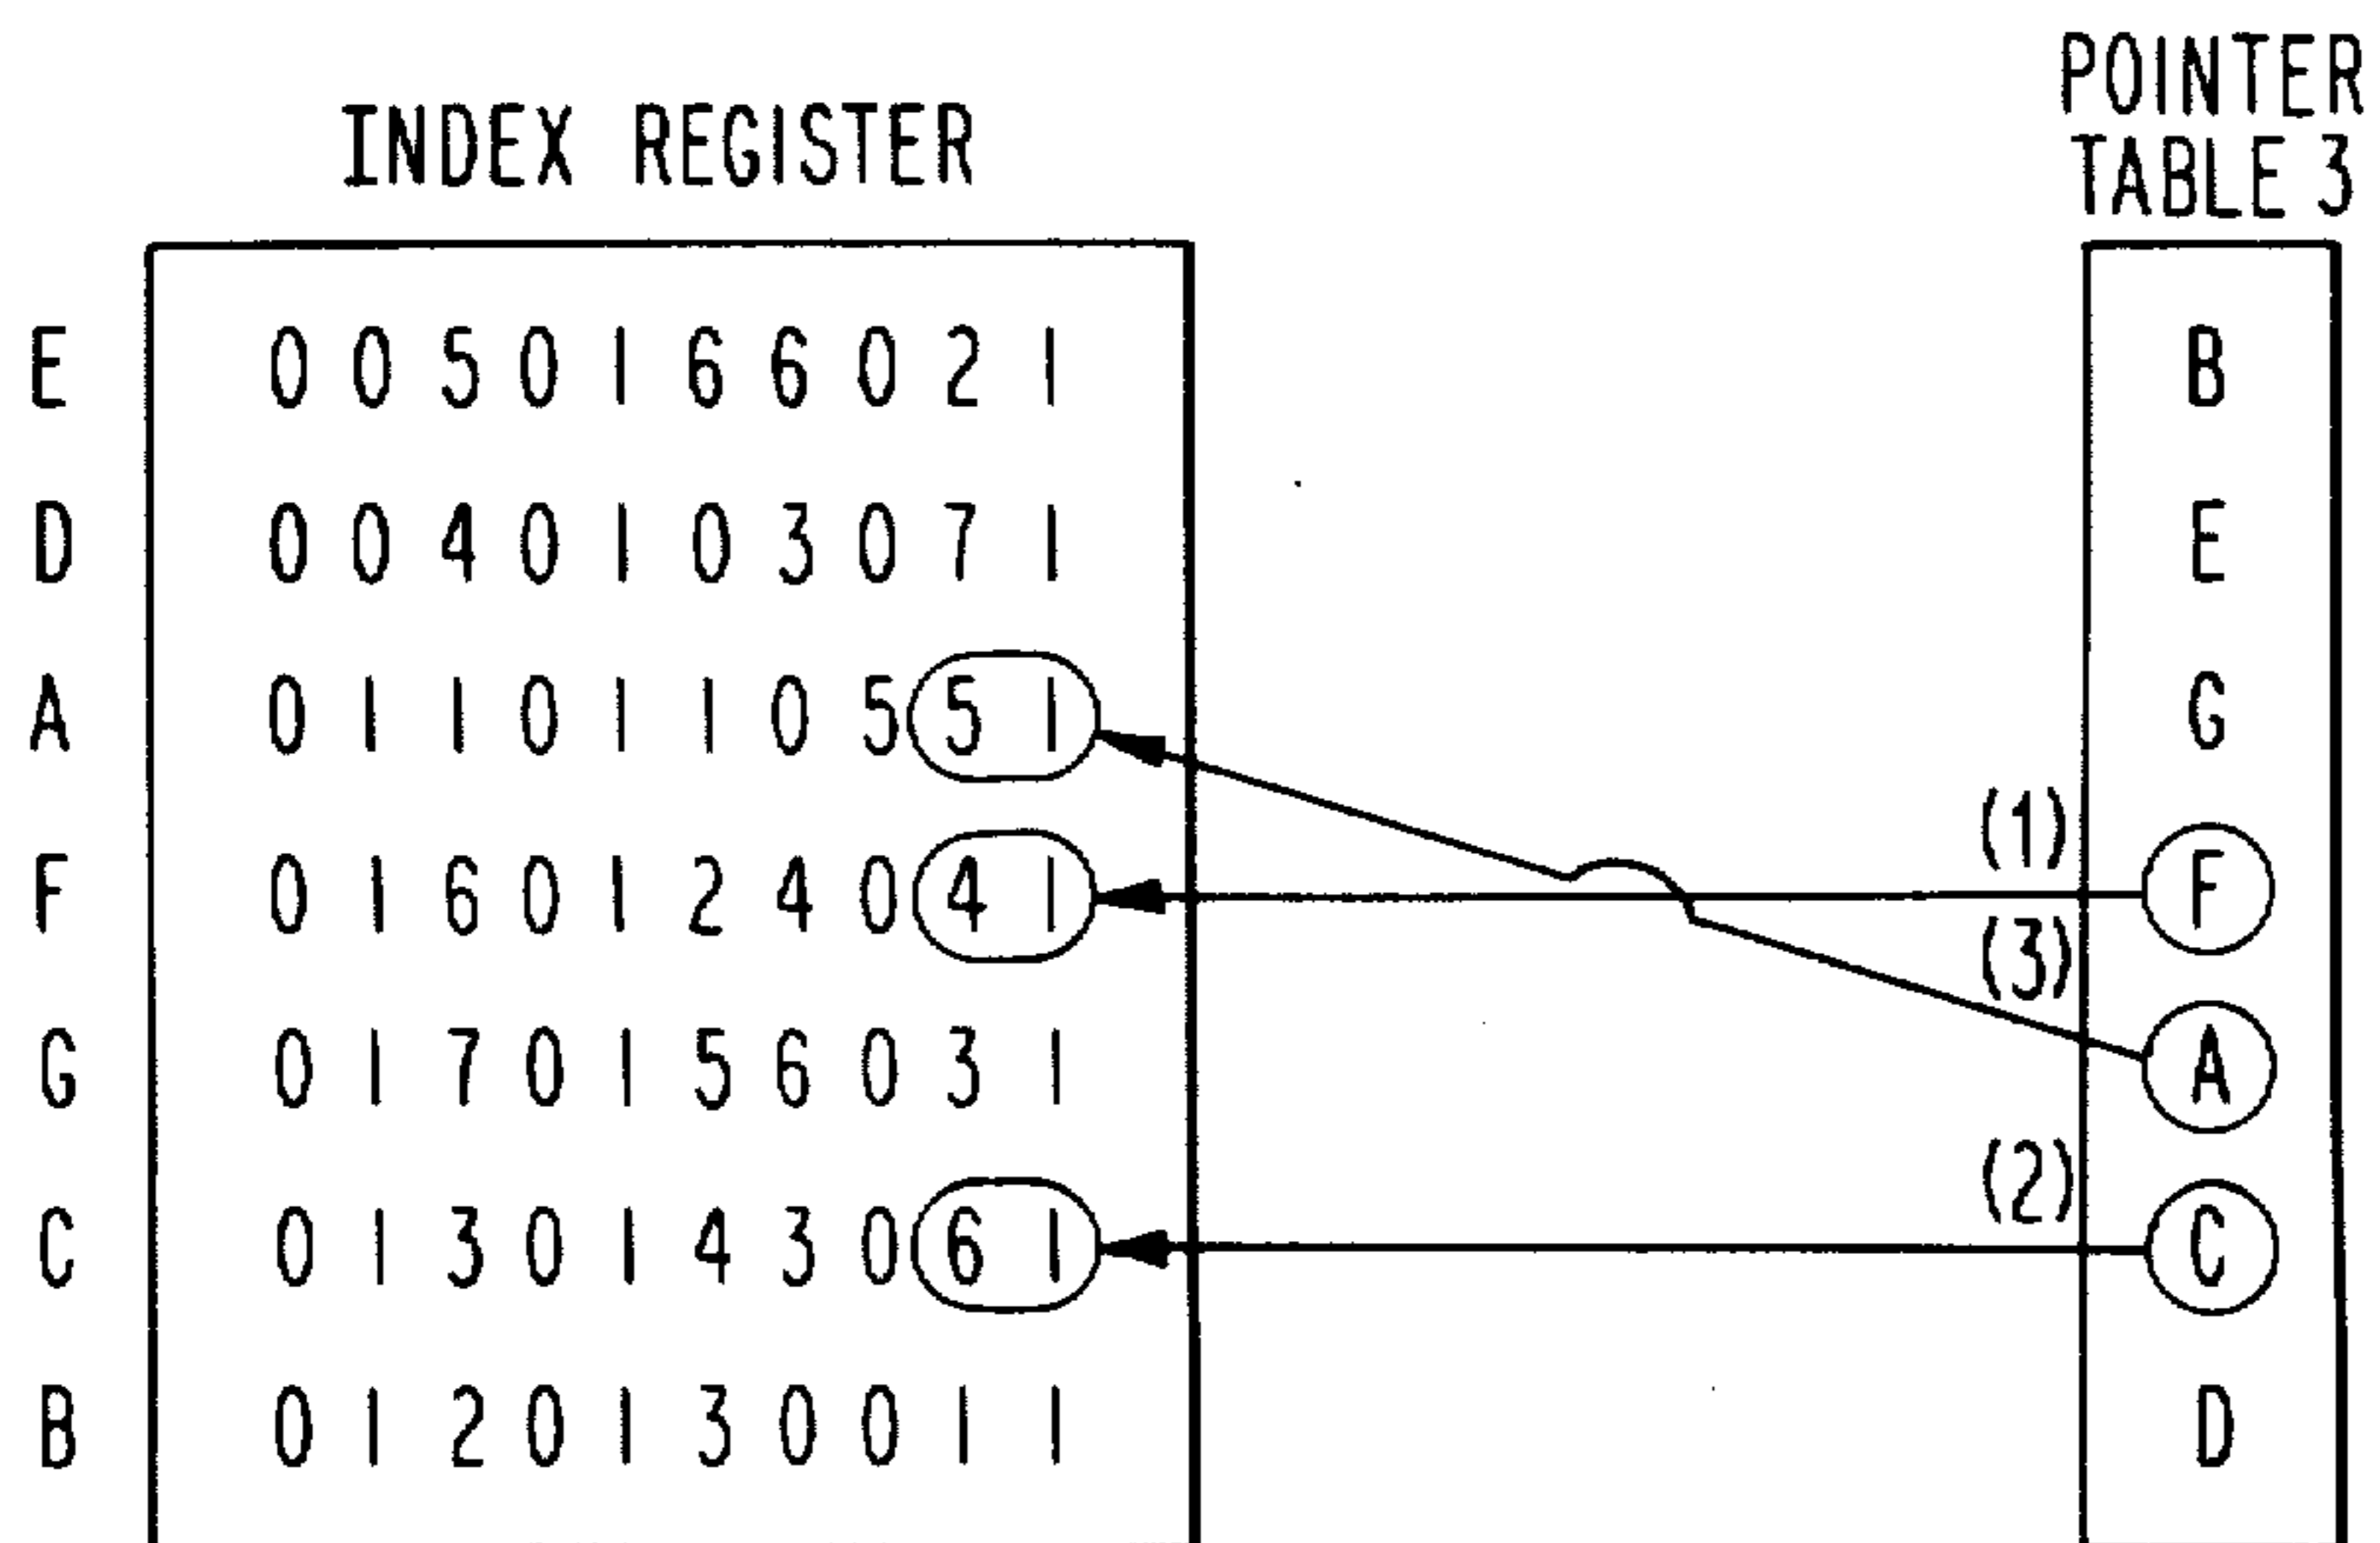 POINTER
TABLE 3
INDEX REGISTER
E 0 0 5 0 1 6 6 0 2 1 B
D 0 0 4 0 1 0 3 0 7 1 E
A 0 1 1 0 1 1 0 5 5 1 G
(1)
F 0 1 6 0 1 2 4 0 4 1 F
(3)
G 0 1 7 0 1 5 6 0 3 1 A
(2)
C 0 1 3 0 1 4 3 0 6 1 C
B 0 1 2 0 1 3 0 0 1 1 D